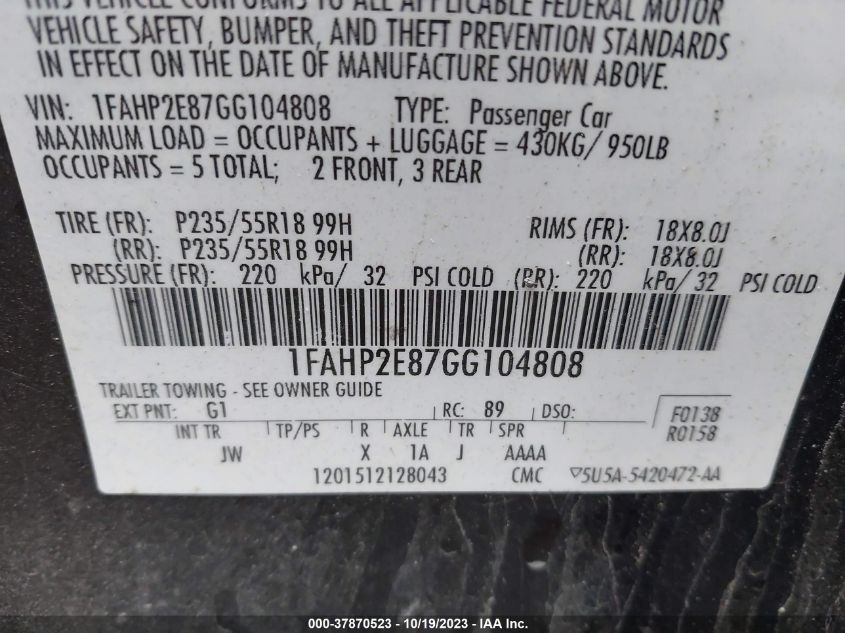 THIS VEHICLE CONFORMS TO ALL APPLICABLE FEDERAL MOTOR
VEHICLE SAFETY, BUMPER, AND THEFT PREVENTION STANDARDS
IN EFFECT ON THE DATE OF MANUFACTURE SHOWN ABOVE.
VIN: 1FAHP2E87GG104808 TYPE: Passenger Car
MAXIMUM LOAD = OCCUPANTS + LUGGAGE = 430KG/ 950LB
OCCUPANTS = 5 TOTAL; 2 FRONT, 3 REAR
TIRE (FR): P235/55R18 99H RIMS (FR): 18X8.0J
(RR): P235/55R18 99H (RR): 18X8.0J
PRESSURE (FR): 220 kPa/ 32 PSI COLD (RR): 220 kPa/ 32 PSI COLD
1FAHP2E87GG104808
TRAILER TOWING - SEE OWNER GUIDE
EXT PNT: G1 RC: 89 DSO: F0138
R0158
INT TR TP/PS R AXLE TR SPR
JW X 1A J AAAA
1201512128043 CMC ▽5U5A-5420472-AA
000-37870523 - 10/19/2023 - IAA Inc.